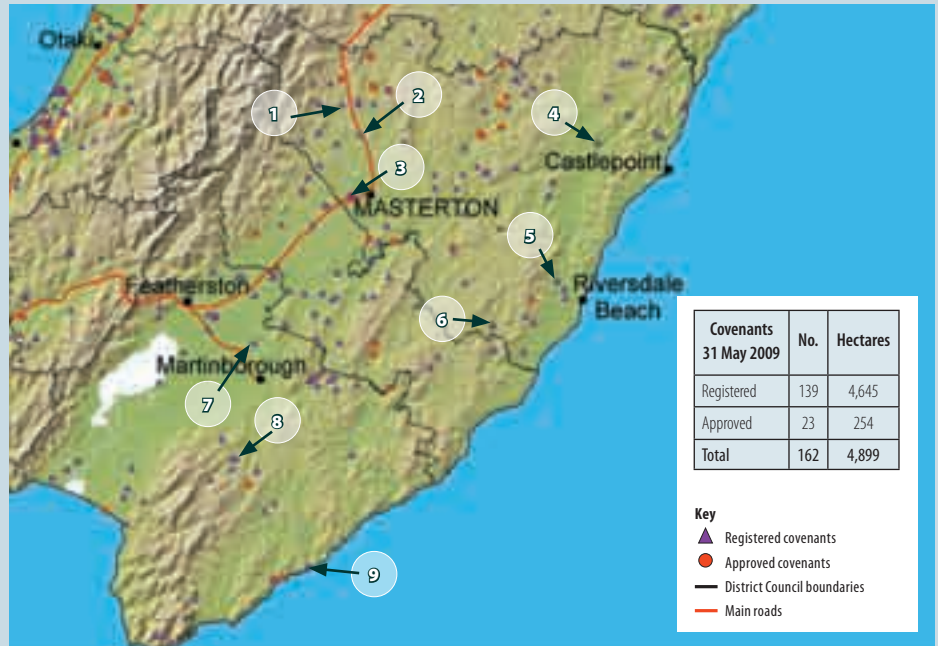 Otaki
1
2
4
3
Castlepoint
MASTERTON
5
Featherston
Riversdale
Beach
6
Martinborough
7
8
9
Covenants
31 May 2009
No.
Hectares
Registered 139 4,645
Approved 23 254
Total 162 4,899
Key
Registered covenants
Approved covenants
District Council boundaries
Main roads